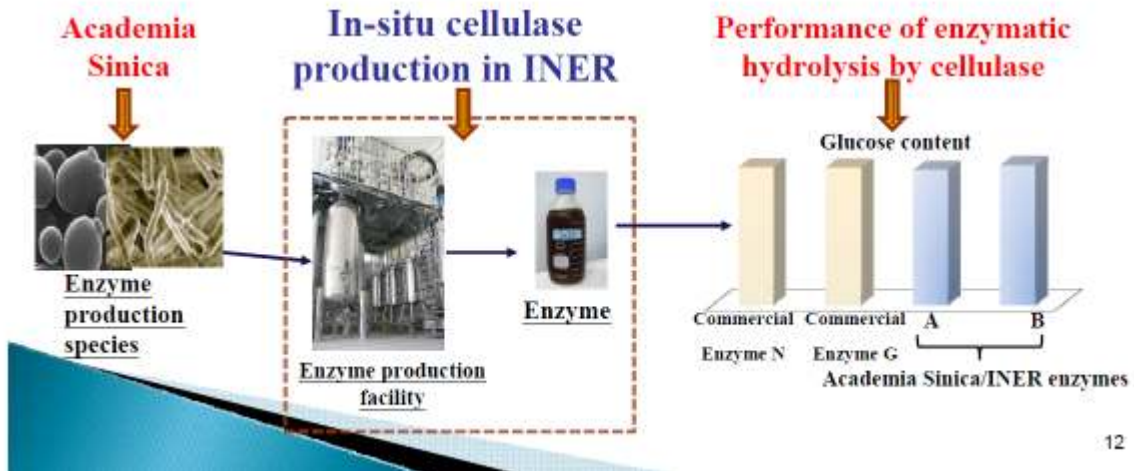 Academia
Sinica
In-situ cellulase
production in INER
Performance of enzymatic
hydrolysis by cellulase
Enzyme
production
species
Enzyme production
facility
Enzyme
Glucose content
Commercial
Enzyme N
Commercial
Enzyme G
A
B
Academia Sinica/INER enzymes
12